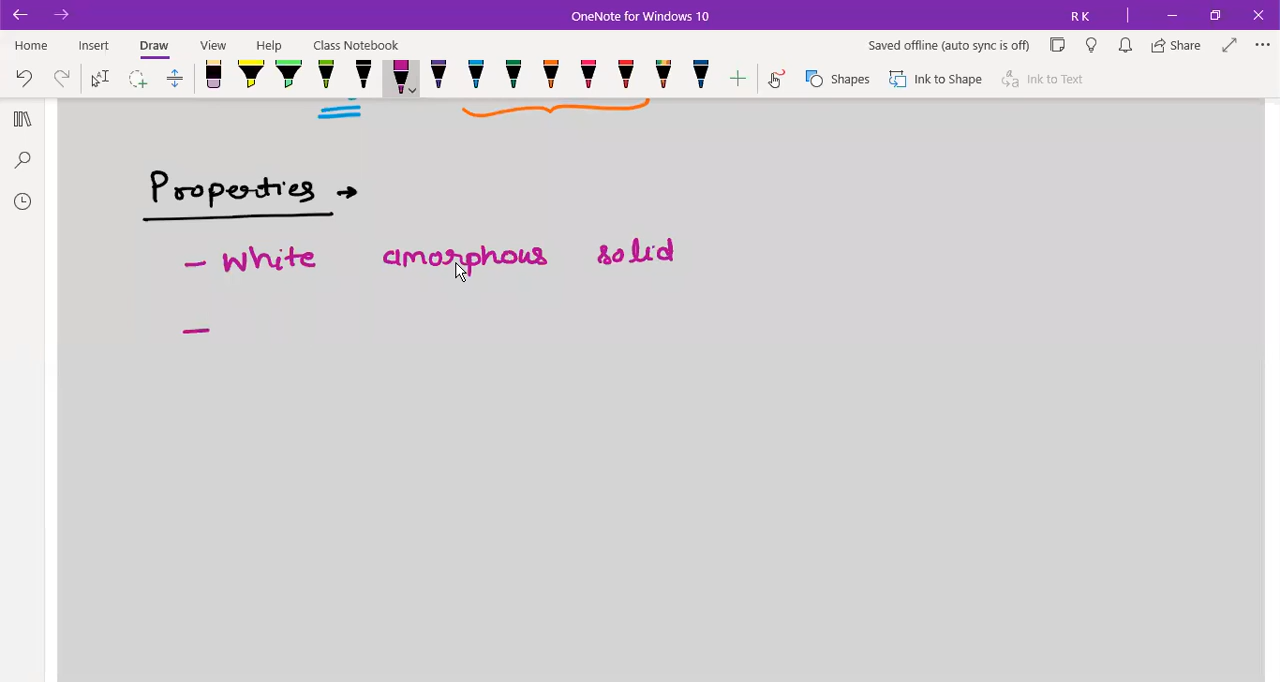 OneNote for Windows 10
R K
Home Insert Draw View Help Class Notebook
Saved offline (auto sync is off) Share
Shapes Ink to Shape Ink to Text
Properties →
- White amorphous solid
-